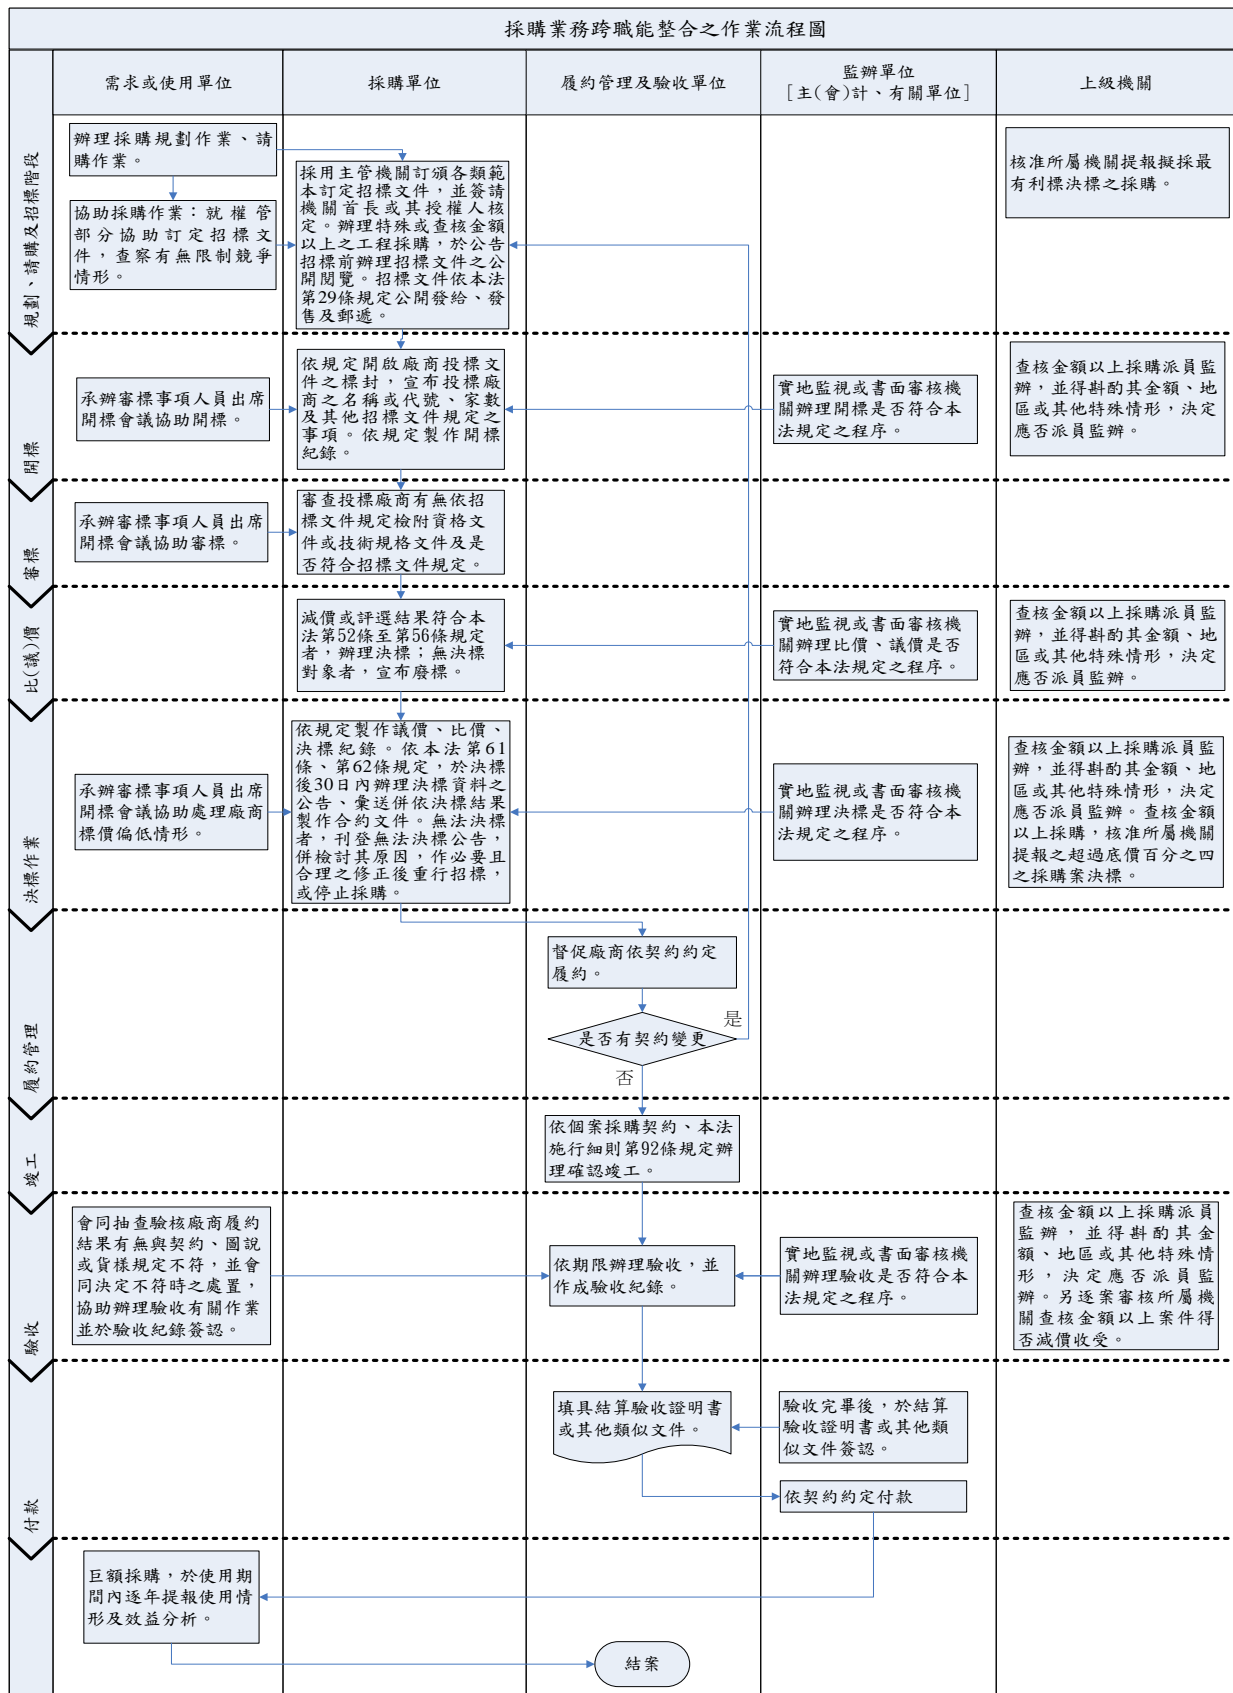 採購業務跨職能整合之作業流程圖
需求或使用單位
採購單位
履約管理及驗收單位
監辦單位
[主(會)計、有關單位]
上級機關
規劃、請購及招標階段
辦理採購規劃作業、請
購作業。
協助採購作業：就權管
部分協助訂定招標文
件，查察有無限制競爭
情形。
採用主管機關訂頒各類範
本訂定招標文件，並簽請
機關首長或其授權人核
定。辦理特殊或查核金額
以上之工程採購，於公告
招標前辦理招標文件之公
開閱覽。招標文件依本法
第29條規定公開發給、發
售及郵遞。
核准所屬機關提報擬採最
有利標決標之採購。
開標
承辦審標事項人員出席
開標會議協助開標。
依規定開啟廠商投標文
件之標封，宣布投標廠
商之名稱或代號、家數
及其他招標文件規定之
事項。依規定製作開標
紀錄。
實地監視或書面審核機
關辦理開標是否符合本
法規定之程序。
查核金額以上採購派員監
辦，並得斟酌其金額、地
區或其他特殊情形，決定
應否派員監辦。
審標
承辦審標事項人員出席
開標會議協助審標。
審查投標廠商有無依招
標文件規定檢附資格文
件或技術規格文件及是
否符合招標文件規定。
比(議)價
減價或評選結果符合本
法第52條至第56條規定
者，辦理決標；無決標
對象者，宣布廢標。
實地監視或書面審核機
關辦理比價、議價是否
符合本法規定之程序。
查核金額以上採購派員監
辦，並得斟酌其金額、地
區或其他特殊情形，決定
應否派員監辦。
決標作業
承辦審標事項人員出席
開標會議協助處理廠商
標價偏低情形。
依規定製作議價、比價、
決標紀錄。依本法第61
條、第62條規定，於決標
後30日內辦理決標資料之
公告、彙送併依決標結果
製作合約文件。無法決標
者，刊登無法決標公告，
併檢討其原因，作必要且
合理之修正後重行招標，
或停止採購。
實地監視或書面審核機
關辦理決標是否符合本
法規定之程序。
查核金額以上採購派員監
辦，並得斟酌其金額、地
區或其他特殊情形，決定
應否派員監辦。查核金額
以上採購，核准所屬機關
提報之超過底價百分之四
之採購案決標。
履約管理
督促廠商依契約約定
履約。
是否有契約變更
是
否
竣工
依個案採購契約、本法
施行細則第92條規定辦
理確認竣工。
驗收
會同抽查驗核廠商履約
結果有無與契約、圖說
或貨樣規定不符，並會
同決定不符時之處置，
協助辦理驗收有關作業
並於驗收紀錄簽認。
依期限辦理驗收，並
作成驗收紀錄。
實地監視或書面審核機
關辦理驗收是否符合本
法規定之程序。
查核金額以上採購派員
監辦，並得斟酌其金
額、地區或其他特殊情
形，決定應否派員監
辦。另逐案審核所屬機
關查核金額以上案件得
否減價收受。
付款
填具結算驗收證明書
或其他類似文件。
驗收完畢後，於結算
驗收證明書或其他類
似文件簽認。
依契約約定付款
巨額採購，於使用期
間內逐年提報使用情
形及效益分析。
結案